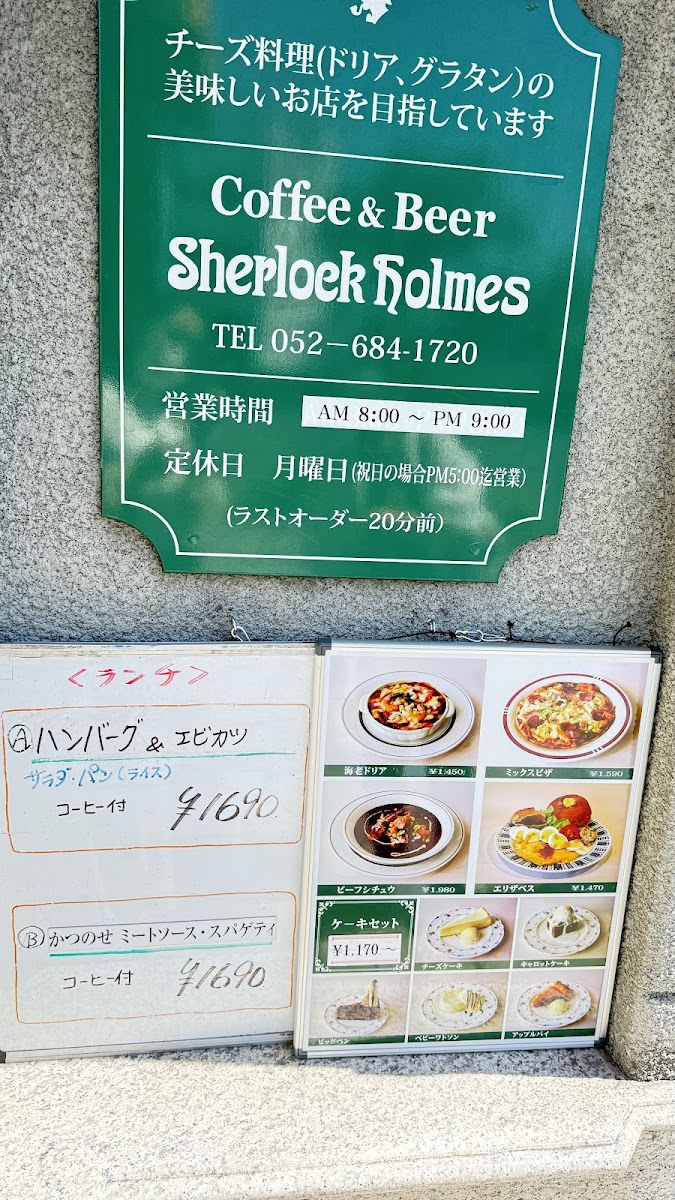 チーズ料理(ドリア、グラタン)の
美味しいお店を目指しています
Coffee & Beer
Sherlock Holmes
TEL 052-684-1720
営業時間 AM 8:00 ~ PM 9:00
定休日 月曜日(祝日の場合PM5:00迄営業)
(ラストオーダー20分前)
<ランチ>
Ⓐハンバーグ & エビカツ
サラダ・パン(ライス)
コーヒー付 ¥1690
Ⓑかつのせ ミートソース・スパゲティ
コーヒー付 ¥1690
海老ドリア ¥1.450
ミックスピザ ¥1.590
ビーフシチュウ ¥1.980
エリザベス ¥1.470
ケーキセット
¥1.170~
チーズケーキ
キャロットケーキ
ビッグベン
ベビーワトソン
アップルパイ